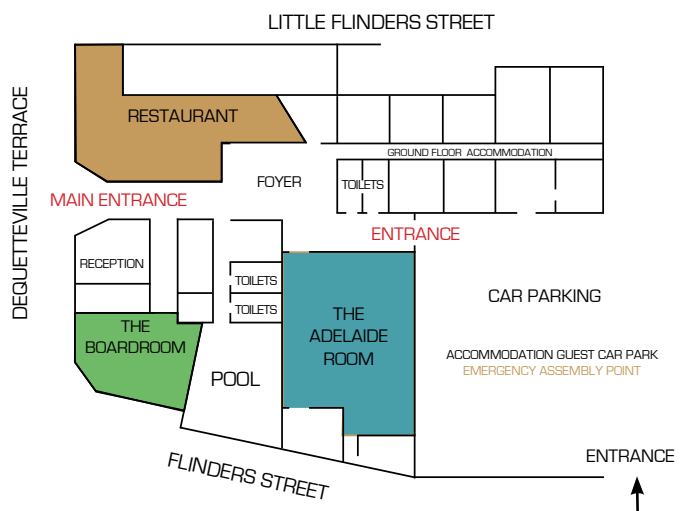 LITTLE FLINDERS STREET
DEQUETTEVILLE TERRACE
RESTAURANT
GROUND FLOOR ACCOMMODATION
FOYER
TOILETS
MAIN ENTRANCE
ENTRANCE
RECEPTION
TOILETS
TOILETS
CAR PARKING
THE
BOARDROOM
THE
ADELAIDE
ROOM
POOL
ACCOMMODATION GUEST CAR PARK
EMERGENCY ASSEMBLY POINT
FLINDERS STREET
ENTRANCE